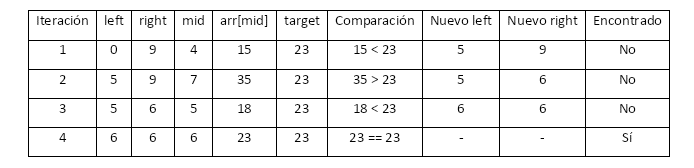 Iteración left right mid arr[mid] target Comparación Nuevo left Nuevo right Encontrado
1 0 9 4 15 23 15 < 23 5 9 No
2 5 9 7 35 23 35 > 23 5 6 No
3 5 6 5 18 23 18 < 23 6 6 No
4 6 6 6 23 23 23 == 23 - - Sí